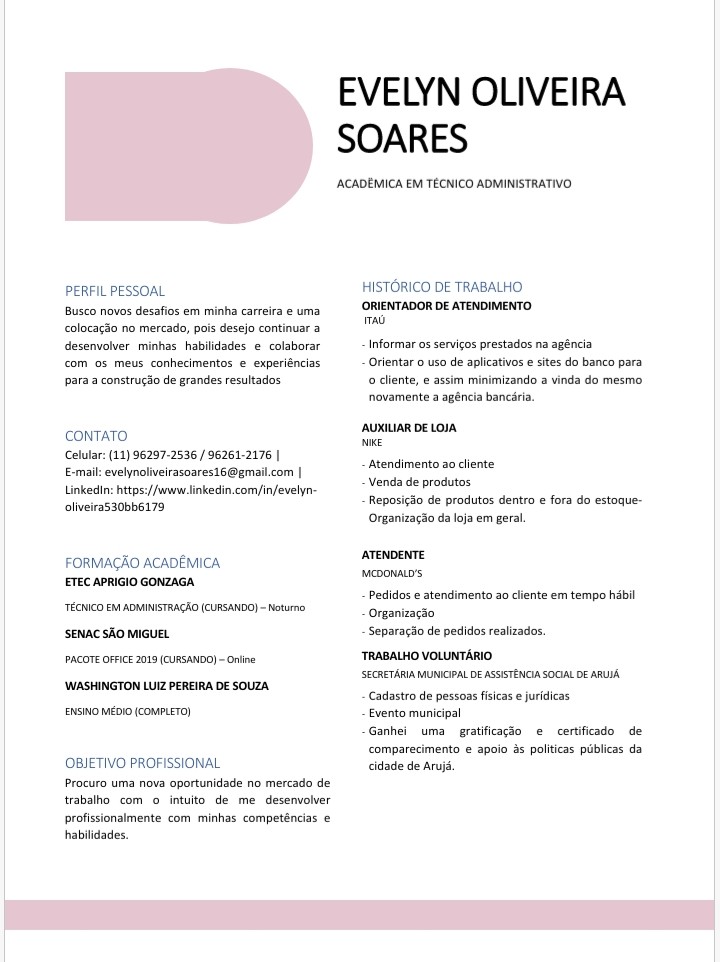 EVELYN OLIVEIRA
SOARES
ACADÊMICA EM TÉCNICO ADMINISTRATIVO
PERFIL PESSOAL
Busco novos desafios em minha carreira e uma
colocação no mercado, pois desejo continuar a
desenvolver minhas habilidades e colaborar
com os meus conhecimentos e experiências
para a construção de grandes resultados
CONTATO
Celular: (11) 96297-2536 / 96261-2176 |
E-mail: evelynoliveirasoares16@gmail.com |
LinkedIn: https://www.linkedin.com/in/evelyn-
oliveira530bb6179
FORMAÇÃO ACADÊMICA
ETEC APRIGIO GONZAGA
TÉCNICO EM ADMINISTRAÇÃO (CURSANDO) – Noturno
SENAC SÃO MIGUEL
PACOTE OFFICE 2019 (CURSANDO) – Online
WASHINGTON LUIZ PEREIRA DE SOUZA
ENSINO MÉDIO (COMPLETO)
OBJETIVO PROFISSIONAL
Procuro uma nova oportunidade no mercado de
trabalho com o intuito de me desenvolver
profissionalmente com minhas competências e
habilidades.
HISTÓRICO DE TRABALHO
ORIENTADOR DE ATENDIMENTO
ITAÚ
- Informar os serviços prestados na agência
- Orientar o uso de aplicativos e sites do banco para
o cliente, e assim minimizando a vinda do mesmo
novamente a agência bancária.
AUXILIAR DE LOJA
NIKE
- Atendimento ao cliente
- Venda de produtos
- Reposição de produtos dentro e fora do estoque-
Organização da loja em geral.
ATENDENTE
MCDONALD'S
- Pedidos e atendimento ao cliente em tempo hábil
- Organização
- Separação de pedidos realizados.
TRABALHO VOLUNTÁRIO
SECRETÁRIA MUNICIPAL DE ASSISTÊNCIA SOCIAL DE ARUJÁ
- Cadastro de pessoas físicas e jurídicas
- Evento municipal
- Ganhei uma gratificação e certificado de
comparecimento e apoio às politicas públicas da
cidade de Arujá.